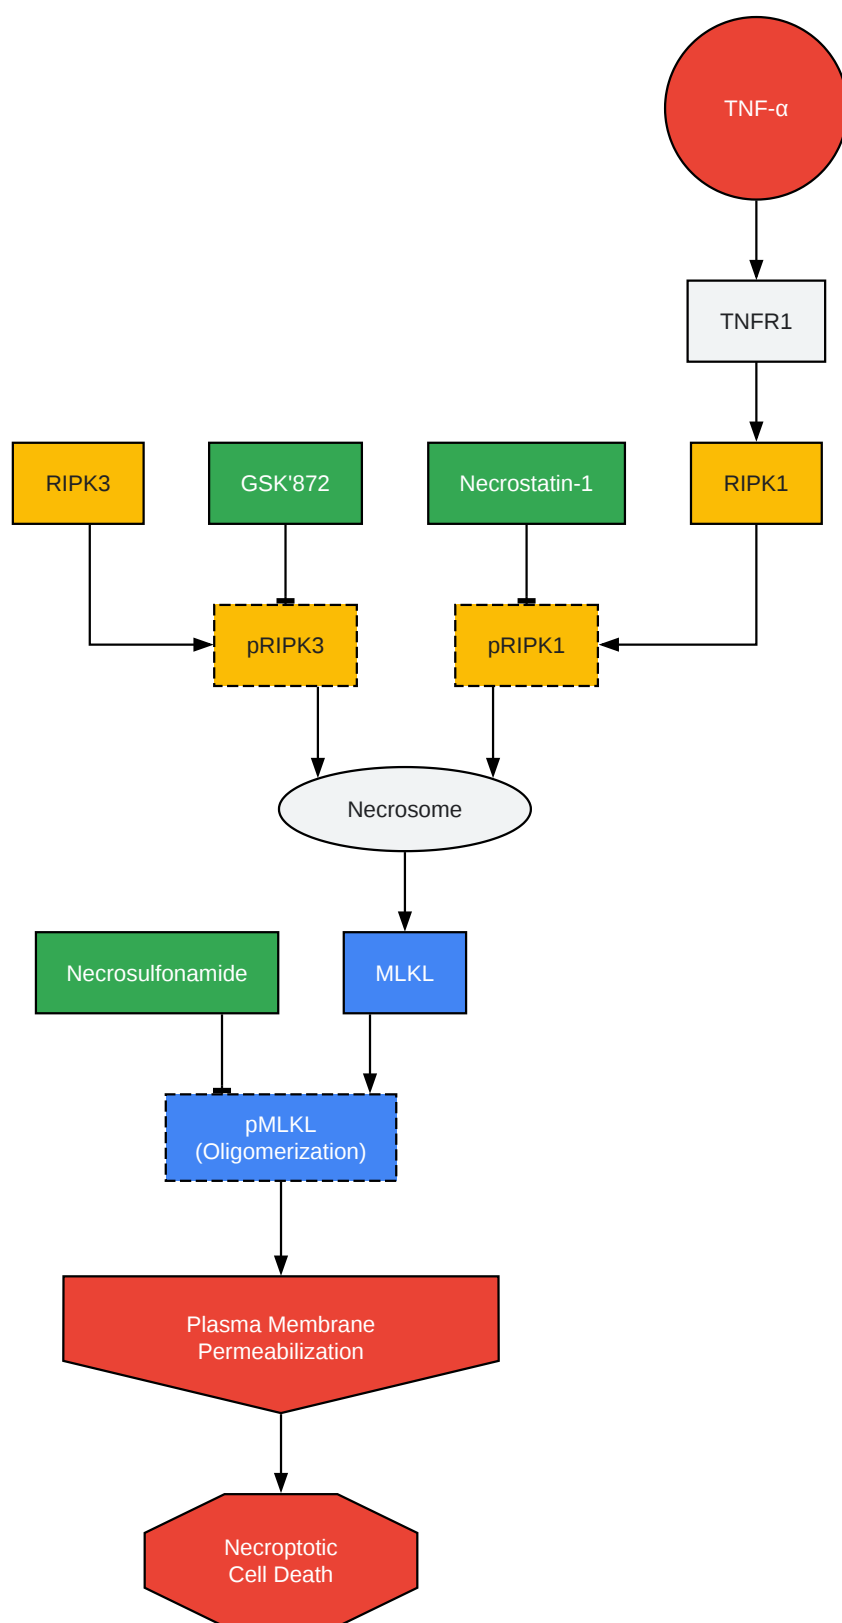 TNF-α
TNFR1
RIPK3
GSK'872
Necrostatin-1
RIPK1
pRIPK3
pRIPK1
Necrosome
Necrosulfonamide
MLKL
pMLKL
(Oligomerization)
Plasma Membrane
Permeabilization
Necroptotic
Cell Death